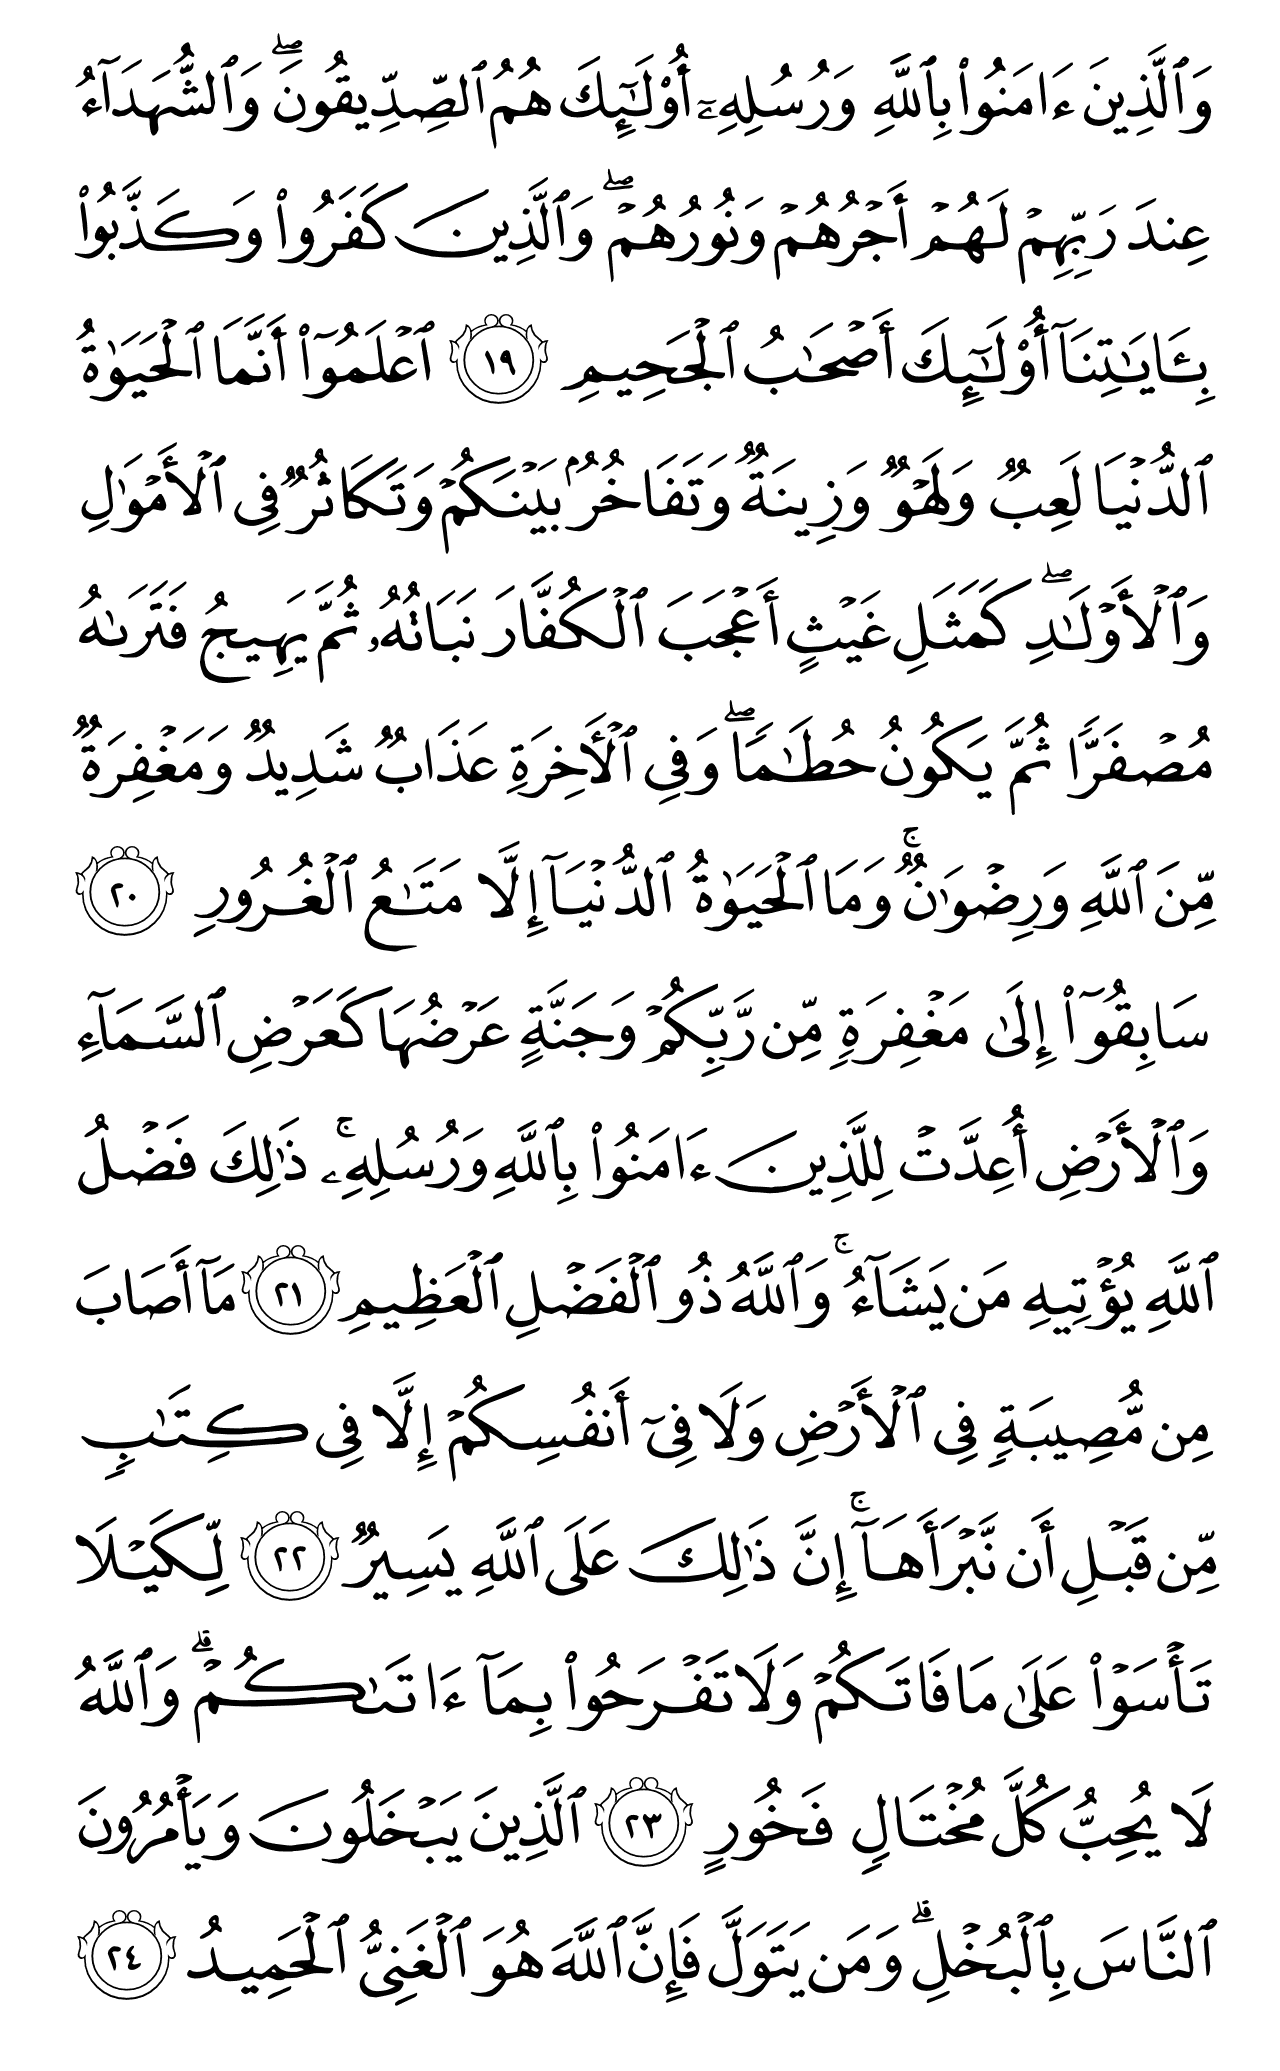 وَٱلَّذِينَ ءَامَنُوا۟ بِٱللَّهِ وَرُسُلِهِۦٓ أُو۟لَـٰٓئِكَ هُمُ ٱلصِّدِّيقُونَ ۖ وَٱلشُّهَدَآءُ
عِندَ رَبِّهِمْ لَهُمْ أَجْرُهُمْ وَنُورُهُمْ ۖ وَٱلَّذِينَ كَفَرُوا۟ وَكَذَّبُوا۟
بِـَٔايَـٰتِنَآ أُو۟لَـٰٓئِكَ أَصْحَـٰبُ ٱلْجَحِيمِ ١٩ ٱعْلَمُوٓا۟ أَنَّمَا ٱلْحَيَوٰةُ
ٱلدُّنْيَا لَعِبٌ وَلَهْوٌ وَزِينَةٌ وَتَفَاخُرٌۢ بَيْنَكُمْ وَتَكَاثُرٌ فِى ٱلْأَمْوَٰلِ
وَٱلْأَوْلَـٰدِ ۖ كَمَثَلِ غَيْثٍ أَعْجَبَ ٱلْكُفَّارَ نَبَاتُهُۥ ثُمَّ يَهِيجُ فَتَرَىٰهُ
مُصْفَرًّا ثُمَّ يَكُونُ حُطَـٰمًا ۖ وَفِى ٱلْـَٔاخِرَةِ عَذَابٌ شَدِيدٌ وَمَغْفِرَةٌ
مِّنَ ٱللَّهِ وَرِضْوَٰنٌ ۚ وَمَا ٱلْحَيَوٰةُ ٱلدُّنْيَآ إِلَّا مَتَـٰعُ ٱلْغُرُورِ ٢٠
سَابِقُوٓا۟ إِلَىٰ مَغْفِرَةٍ مِّن رَّبِّكُمْ وَجَنَّةٍ عَرْضُهَا كَعَرْضِ ٱلسَّمَآءِ
وَٱلْأَرْضِ أُعِدَّتْ لِلَّذِينَ ءَامَنُوا۟ بِٱللَّهِ وَرُسُلِهِۦ ۚ ذَٰلِكَ فَضْلُ
ٱللَّهِ يُؤْتِيهِ مَن يَشَآءُ ۚ وَٱللَّهُ ذُو ٱلْفَضْلِ ٱلْعَظِيمِ ٢١ مَآ أَصَابَ
مِن مُّصِيبَةٍ فِى ٱلْأَرْضِ وَلَا فِىٓ أَنفُسِكُمْ إِلَّا فِى كِتَـٰبٍ
مِّن قَبْلِ أَن نَّبْرَأَهَآ ۚ إِنَّ ذَٰلِكَ عَلَى ٱللَّهِ يَسِيرٌ ٢٢ لِّكَيْلَا
تَأْسَوْا۟ عَلَىٰ مَا فَاتَكُمْ وَلَا تَفْرَحُوا۟ بِمَآ ءَاتَىٰكُمْ ۗ وَٱللَّهُ
لَا يُحِبُّ كُلَّ مُخْتَالٍ فَخُورٍ ٢٣ ٱلَّذِينَ يَبْخَلُونَ وَيَأْمُرُونَ
ٱلنَّاسَ بِٱلْبُخْلِ ۗ وَمَن يَتَوَلَّ فَإِنَّ ٱللَّهَ هُوَ ٱلْغَنِىُّ ٱلْحَمِيدُ ٢٤